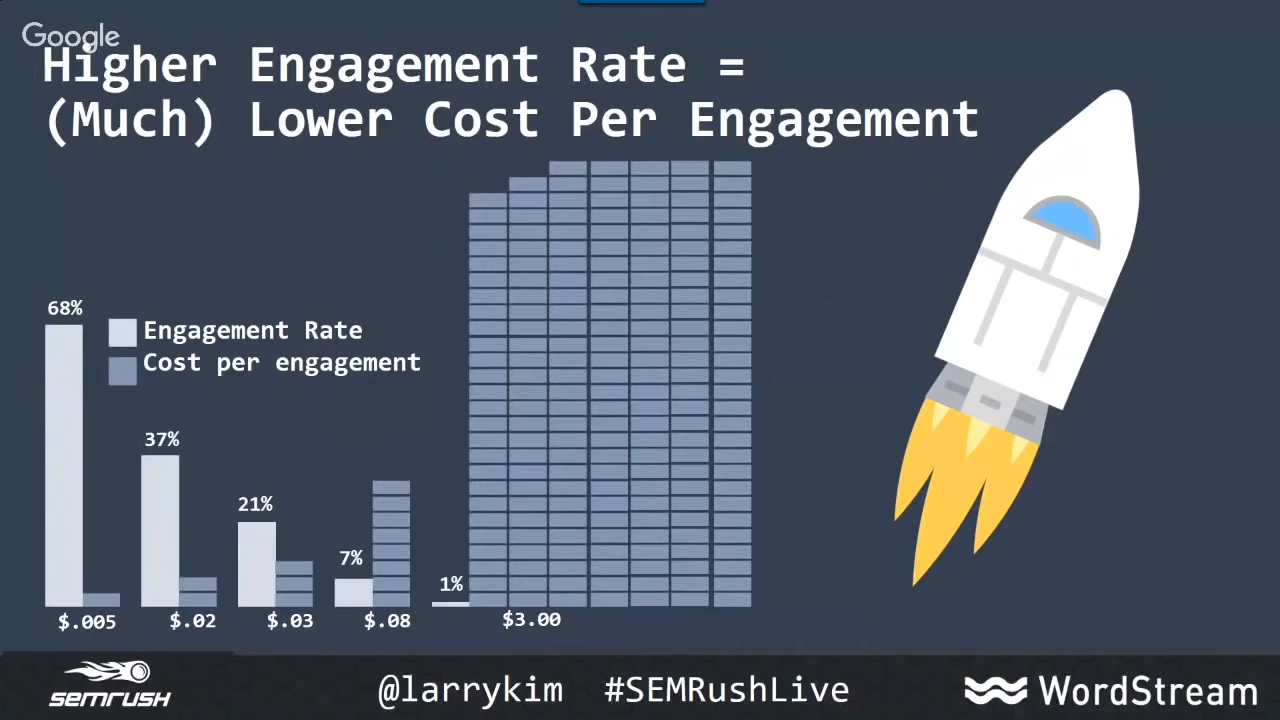 Google
Higher Engagement Rate =
(Much) Lower Cost Per Engagement
68%
Engagement Rate
Cost per engagement
37%
21%
7%
1%
$.005
$.02
$.03
$.08
$3.00
semrush
@larrykim
#SEMRushLive
WordStream